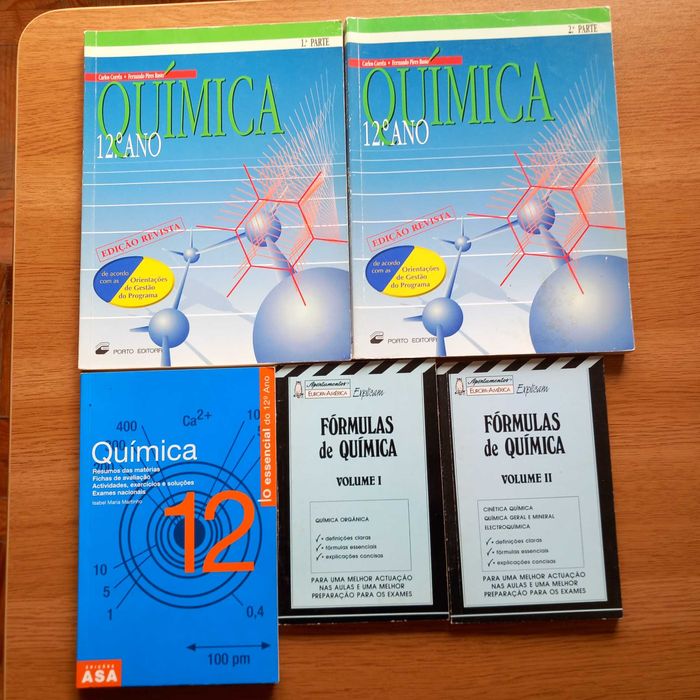 1.ª PARTE
Carlos Corrêa • Fernando Pires Basto
QUÍMICA
12.º ANO
EDIÇÃO REVISTA
de acordo
com as
Orientações
de Gestão
do Programa
PORTO EDITORA
2.ª PARTE
Carlos Corrêa • Fernando Pires Basto
QUÍMICA
12.º ANO
EDIÇÃO REVISTA
de acordo
com as
Orientações
de Gestão
do Programa
PORTO EDITORA
o essencial do 12º Ano
400
Ca2+
200
Química
Resumos das matérias
Fichas de avaliação
Actividades, exercícios e soluções
Exames nacionais
Isabel Maria Martinho
12
10
5
1
0,4
100 pm
EDIÇÕES
ASA
Apontamentos
EUROPA-AMÉRICA
Explicam
FÓRMULAS
de QUÍMICA
VOLUME I
QUÍMICA ORGÂNICA
• definições claras
• fórmulas essenciais
• explicações concisas
PARA UMA MELHOR ACTUAÇÃO
NAS AULAS E UMA MELHOR
PREPARAÇÃO PARA OS EXAMES
Apontamentos
EUROPA-AMÉRICA
Explicam
FÓRMULAS
de QUÍMICA
VOLUME II
CINÉTICA QUÍMICA
QUÍMICA GERAL E MINERAL
ELECTROQUÍMICA
• definições claras
• fórmulas essenciais
• explicações concisas
PARA UMA MELHOR ACTUAÇÃO
NAS AULAS E UMA MELHOR
PREPARAÇÃO PARA OS EXAMES